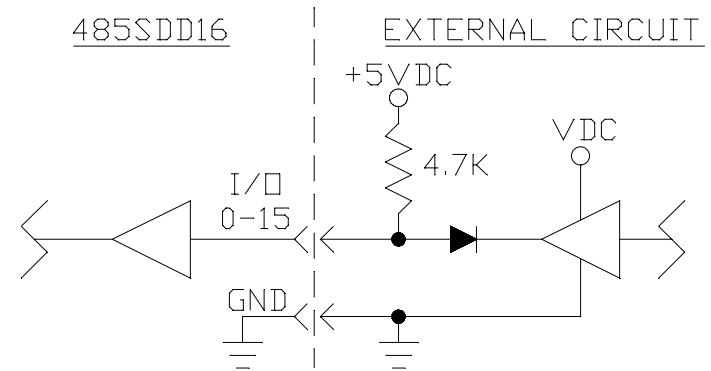 485SDD16
EXTERNAL CIRCUIT
+5VDC
VDC
4.7K
I/O
0-15
GND